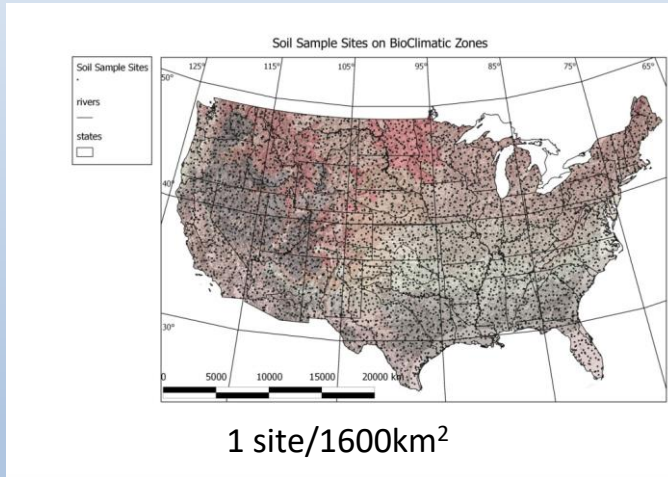 Soil Sample Sites on BioClimatic Zones
Soil Sample Sites
rivers
states
125° 115° 105° 95° 85° 75° 65°
50°
40°
30°
0 5000 10000 15000 20000 km
1 site/1600km²